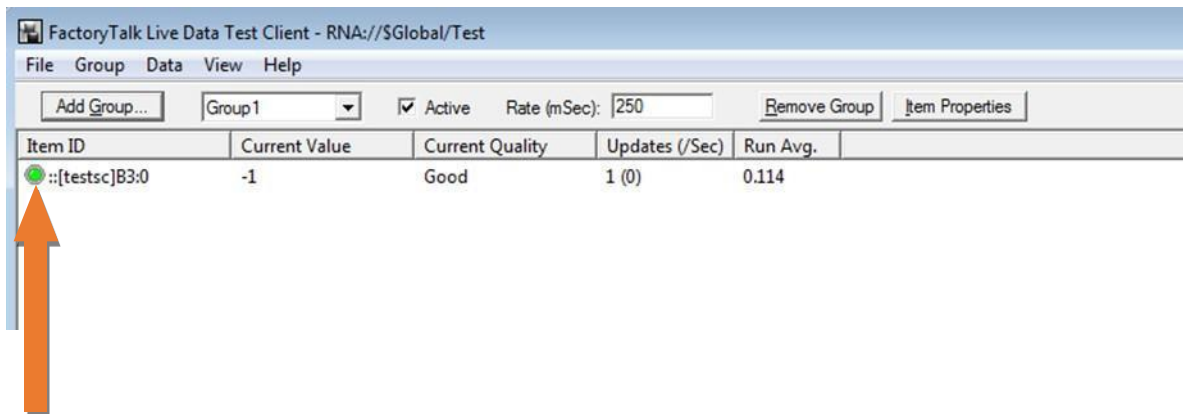 FactoryTalk Live Data Test Client - RNA://$Global/Test
File Group Data View Help
Add Group... Group1 Active Rate (mSec): 250 Remove Group Item Properties
Item ID Current Value Current Quality Updates (/Sec) Run Avg.
::[testsc]B3:0 -1 Good 1 (0) 0.114